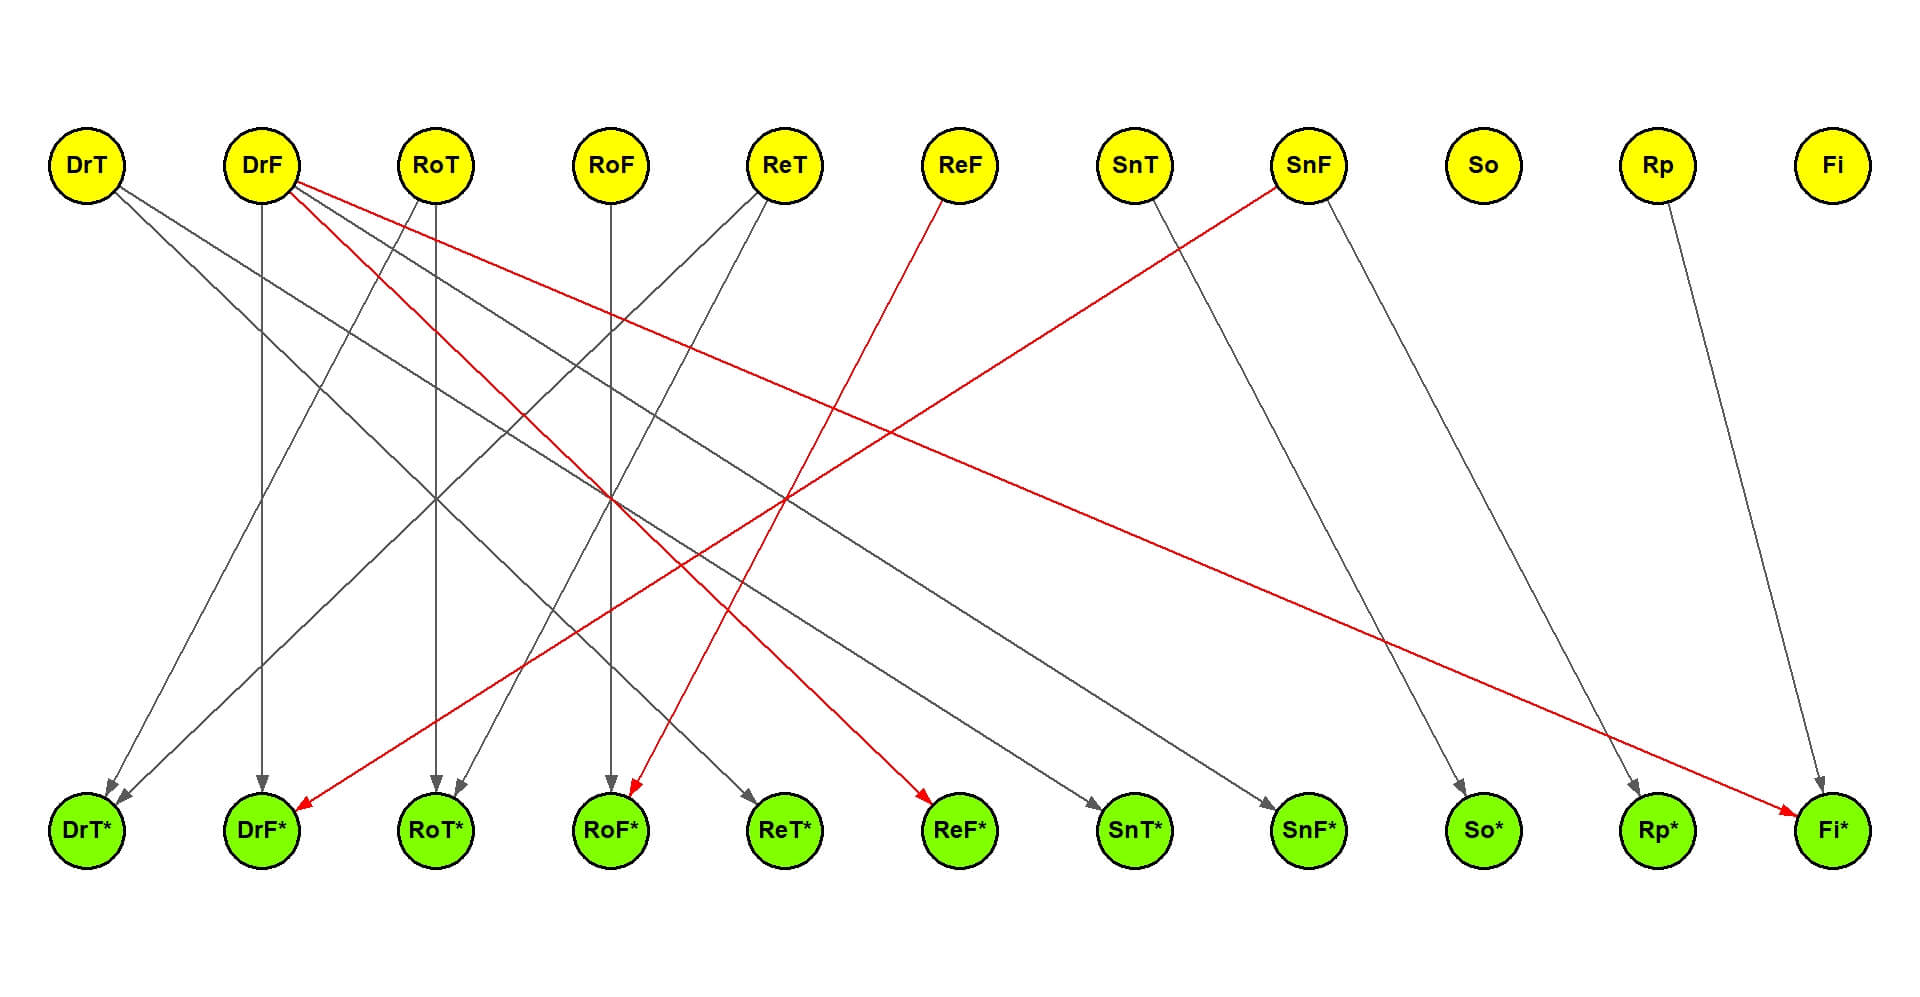 DrT DrF RoT RoF ReT ReF SnT SnF So Rp Fi
DrT* DrF* RoT* RoF* ReT* ReF* SnT* SnF* So* Rp* Fi*